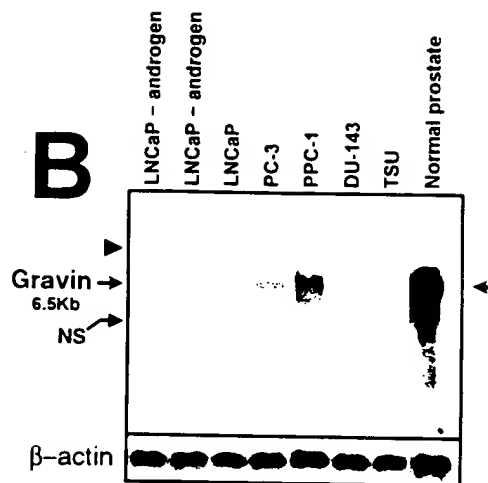 B
LNCaP – androgen
LNCaP – androgen
LNCaP
PC-3
PPC-1
DU-143
TSU
Normal prostate
Gravin
6.5Kb
NS
β–actin